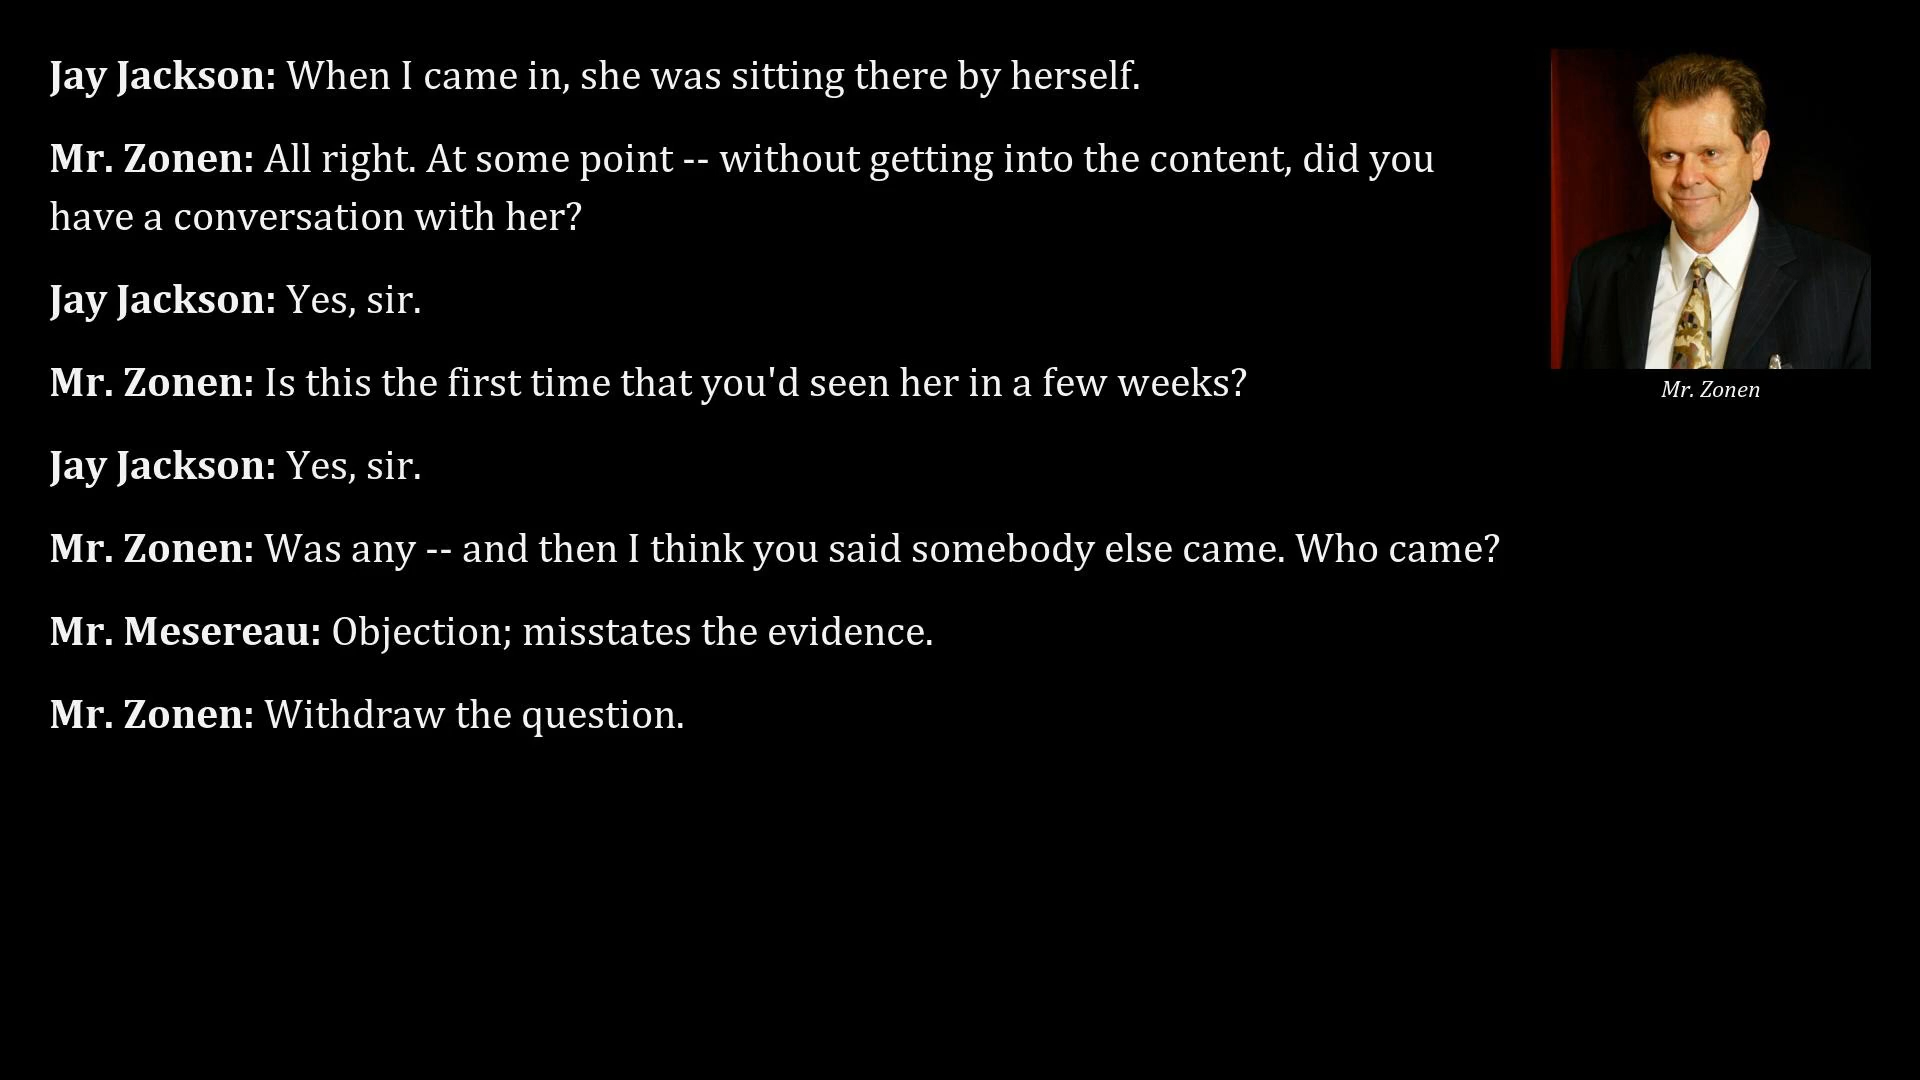 Jay Jackson: When I came in, she was sitting there by herself.
Mr. Zonen: All right. At some point -- without getting into the content, did you
have a conversation with her?
Jay Jackson: Yes, sir.
Mr. Zonen: Is this the first time that you'd seen her in a few weeks?
Jay Jackson: Yes, sir.
Mr. Zonen: Was any -- and then I think you said somebody else came. Who came?
Mr. Mesereau: Objection; misstates the evidence.
Mr. Zonen: Withdraw the question.
Mr. Zonen